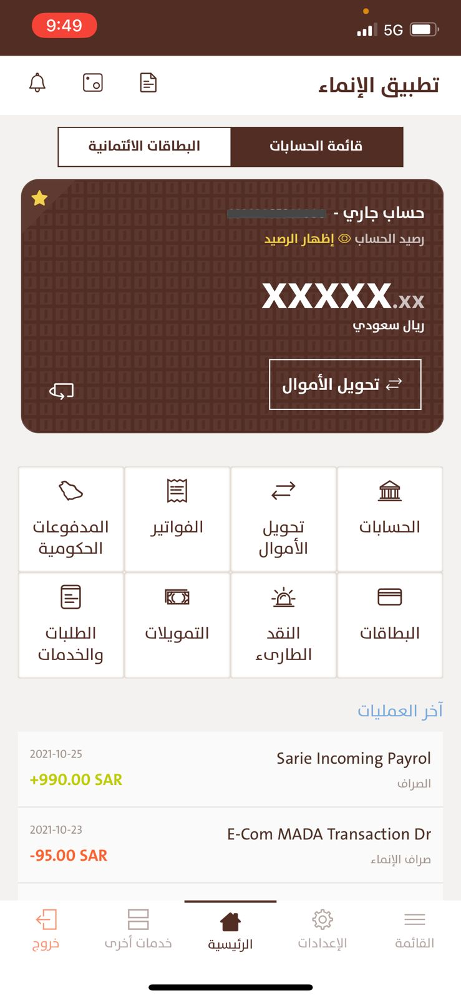 9:49
5G
تطبيق الإنماء
قائمة الحسابات
البطاقات الائتمانية
حساب جاري -
رصيد الحساب إظهار الرصيد
XXXXX.xx
ريال سعودي
تحويل الأموال
الحسابات
تحويل
الأموال
الفواتير
المدفوعات
الحكومية
البطاقات
النقد
الطارىء
التمويلات
الطلبات
والخدمات
آخر العمليات
Sarie Incoming Payrol
2021-10-25
الصراف
+990.00 SAR
E-Com MADA Transaction Dr
2021-10-23
صراف الإنماء
-95.00 SAR
القائمة
الإعدادات
الرئيسية
خدمات أخرى
خروج